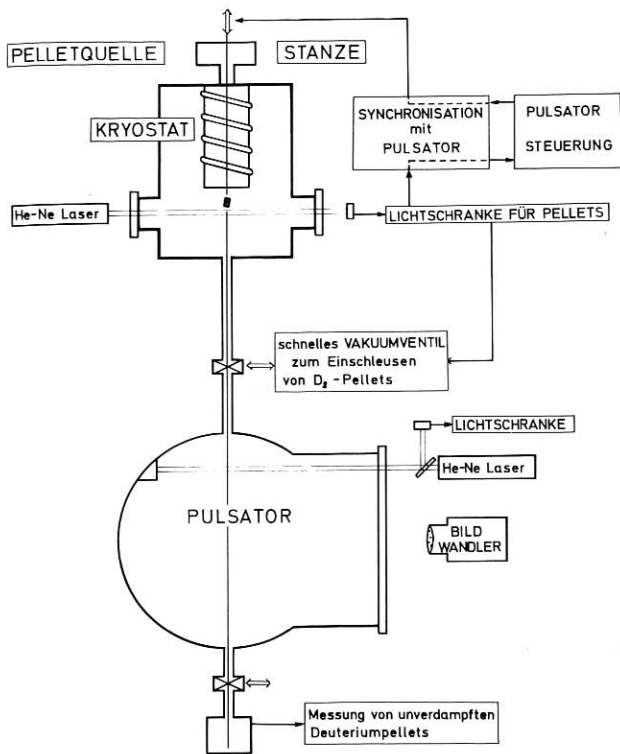 PELLETQUELLE
STANZE
KRYOSTAT
SYNCHRONISATION
mit
PULSATOR
PULSATOR
STEUERUNG
He-Ne Laser
LICHTSCHRANKE FÜR PELLETS
schnelles VAKUUMVENTIL
zum Einschleusen
von D₂-Pellets
LICHTSCHRANKE
He-Ne Laser
PULSATOR
BILD
WANDLER
Messung von unverdampften
Deuteriumpellets